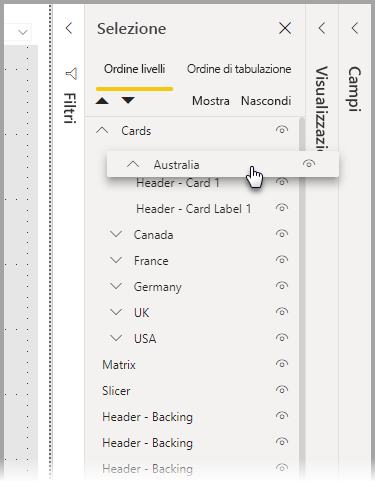 Selezione
Ordine livelli Ordine di tabulazione
Mostra Nascondi
Cards
Australia
Header - Card 1
Header - Card Label 1
Canada
France
Germany
UK
USA
Matrix
Slicer
Header - Backing
Header - Backing
Header - Backing
Filtri
Visualizzazi
Campi